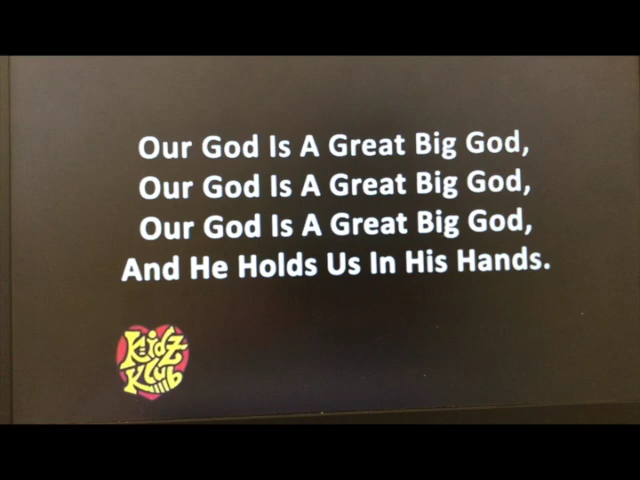 Our God Is A Great Big God,
Our God Is A Great Big God,
Our God Is A Great Big God,
And He Holds Us In His Hands.
Kidz
Klub